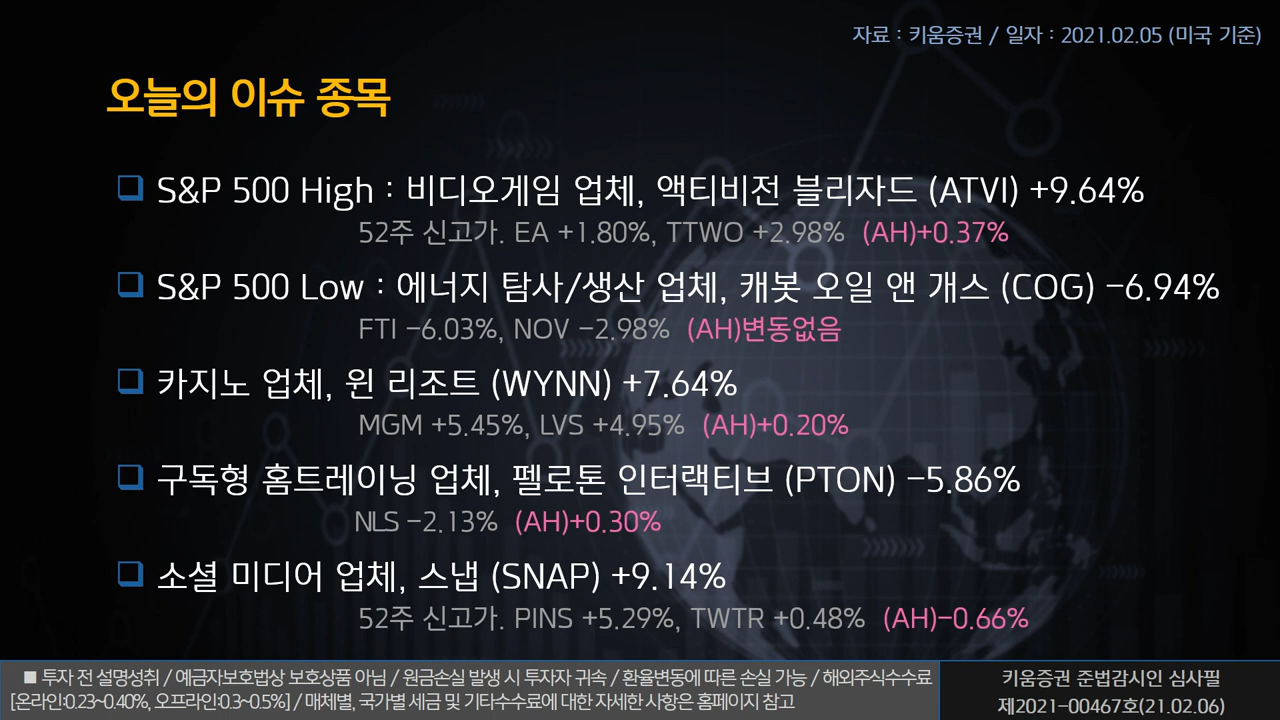 자료 : 키움증권 / 일자 : 2021.02.05 (미국 기준)
오늘의 이슈 종목
❑ S&P 500 High : 비디오게임 업체, 액티비전 블리자드 (ATVI) +9.64%
52주 신고가. EA +1.80%, TTWO +2.98% (AH)+0.37%
❑ S&P 500 Low : 에너지 탐사/생산 업체, 캐봇 오일 앤 개스 (COG) -6.94%
FTI -6.03%, NOV -2.98% (AH)변동없음
❑ 카지노 업체, 윈 리조트 (WYNN) +7.64%
MGM +5.45%, LVS +4.95% (AH)+0.20%
❑ 구독형 홈트레이닝 업체, 펠로톤 인터랙티브 (PTON) -5.86%
NLS -2.13% (AH)+0.30%
❑ 소셜 미디어 업체, 스냅 (SNAP) +9.14%
52주 신고가. PINS +5.29%, TWTR +0.48% (AH)-0.66%
■ 투자 전 설명성취 / 예금자보호법상 보호상품 아님 / 원금손실 발생 시 투자자 귀속 / 환율변동에 따른 손실 가능 / 해외주식수수료
[온라인:0.23~0.40%, 오프라인:0.3~0.5%] / 매체별, 국가별 세금 및 기타수수료에 대한 자세한 사항은 홈페이지 참고
키움증권 준법감시인 심사필
제2021-00467호(21.02.06)